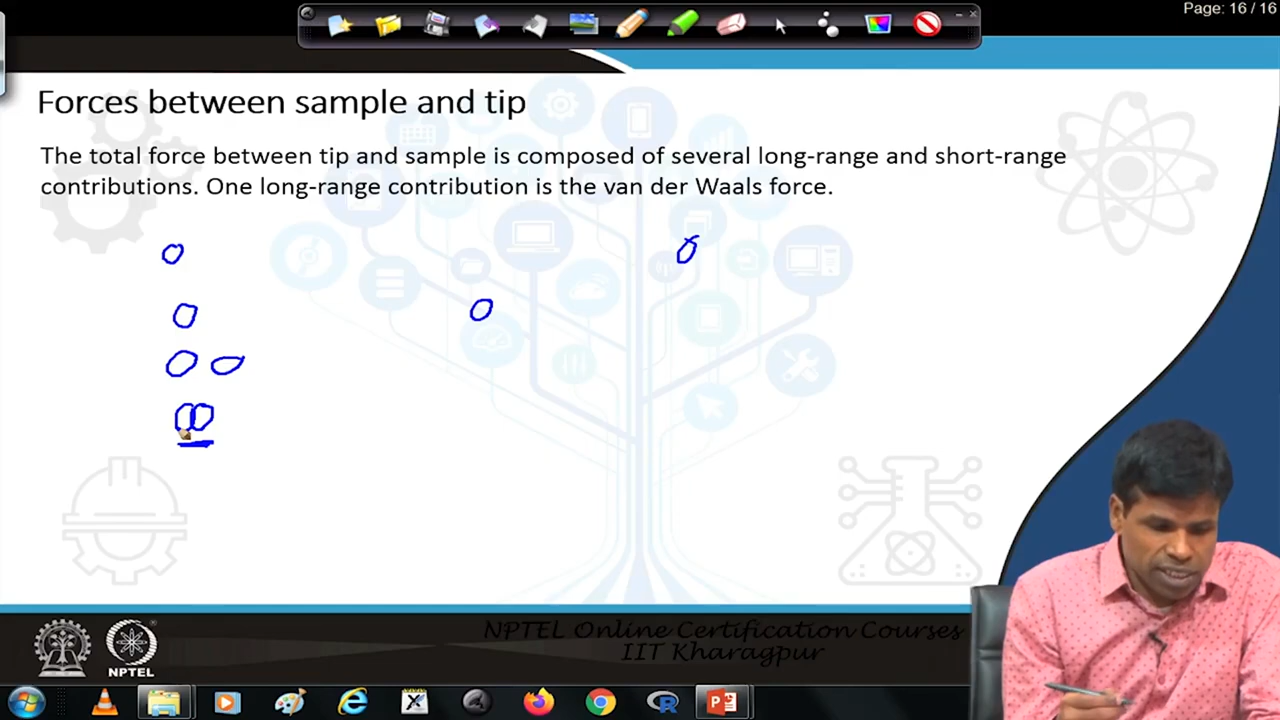 Page: 16 / 16
Forces between sample and tip
The total force between tip and sample is composed of several long-range and short-range
contributions. One long-range contribution is the van der Waals force.
NPTEL Online Certification Courses
IIT Kharagpur
NPTEL